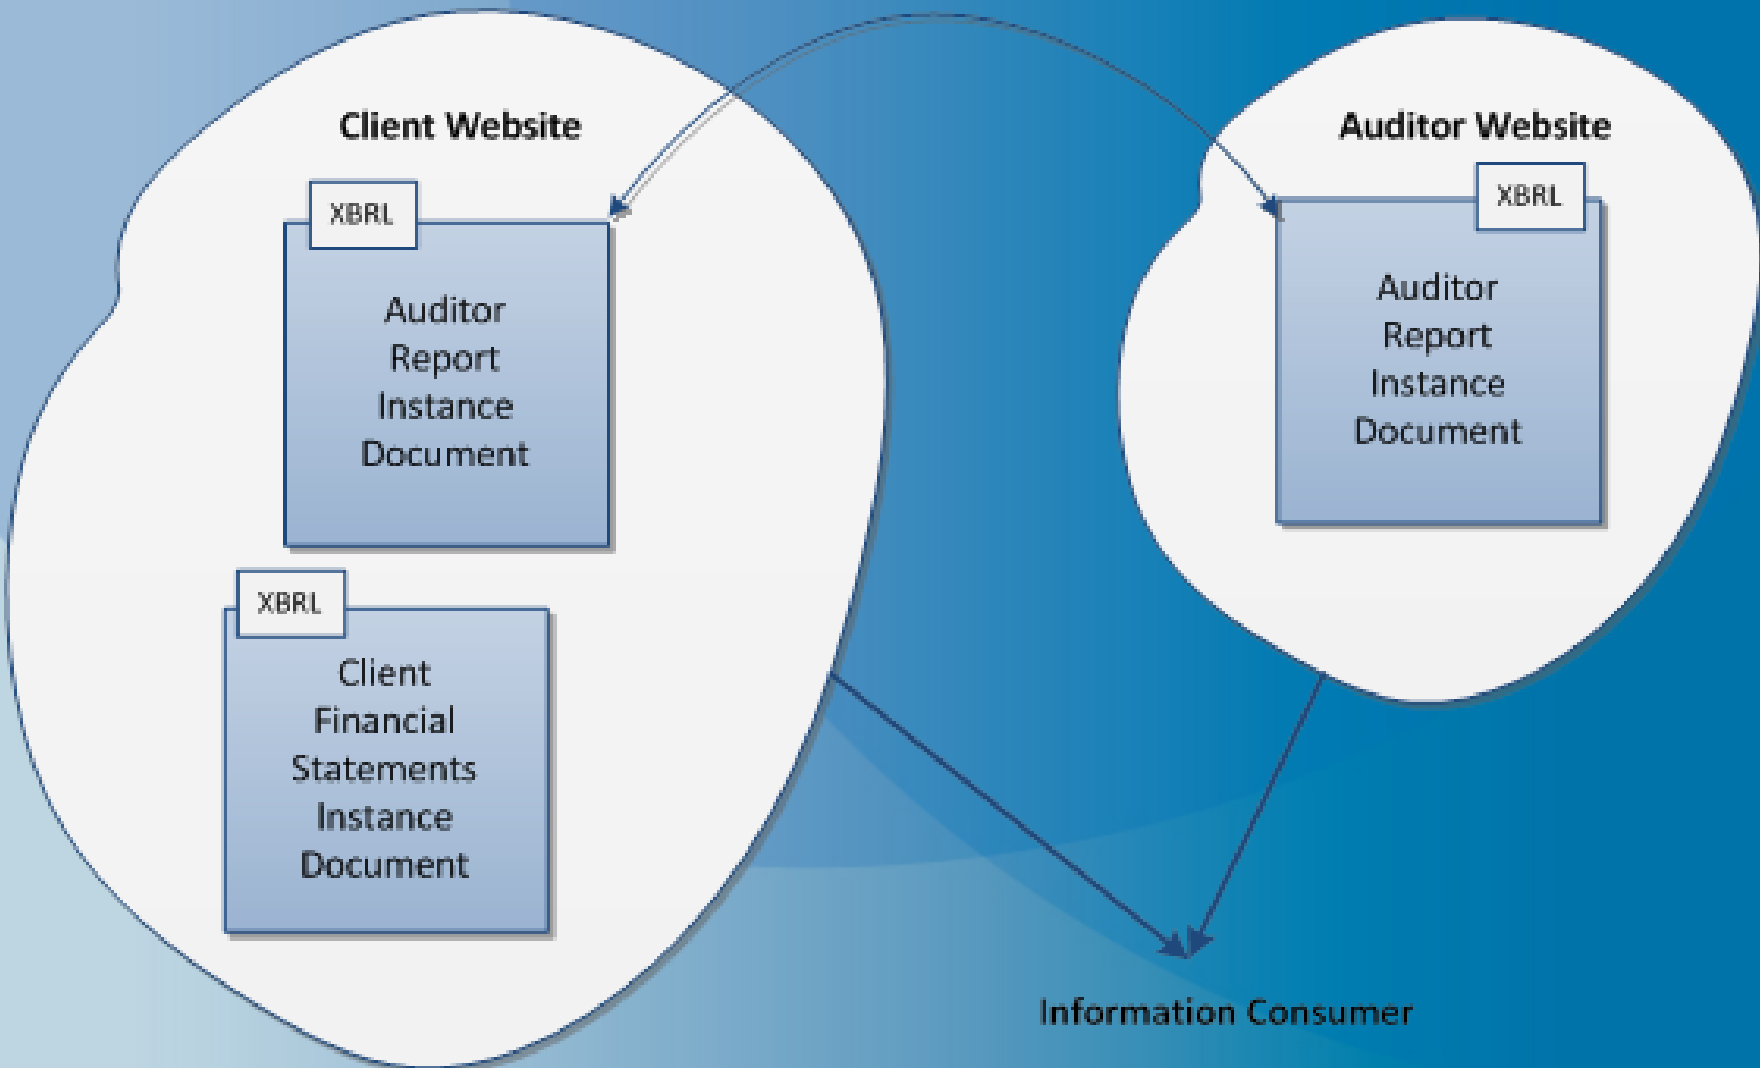 Client Website
XBRL
Auditor
Report
Instance
Document
XBRL
Client
Financial
Statements
Instance
Document
Auditor Website
XBRL
Auditor
Report
Instance
Document
Information Consumer